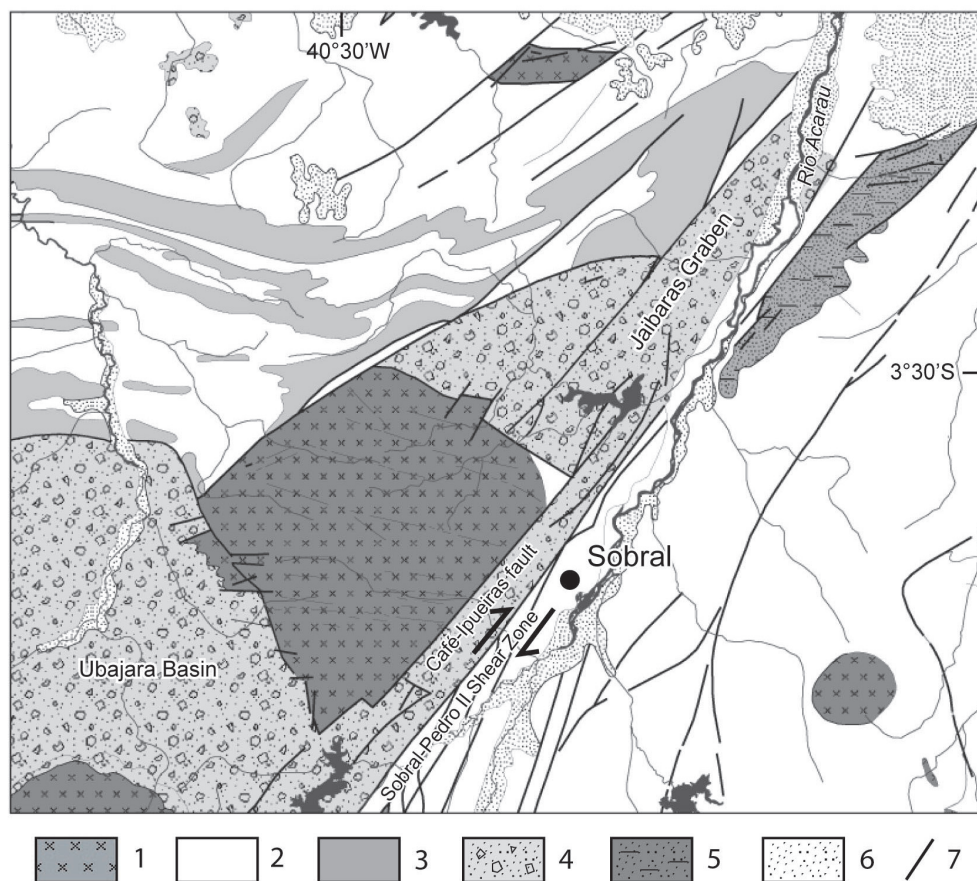 40°30'W
Rio Acarau
Jaibaras Graben
3°30'S
Sobral
Café-Ipueiras fault
Sobral-Pedro II Shear Zone
Ubajara Basin
1 2 3 4 5 6 7